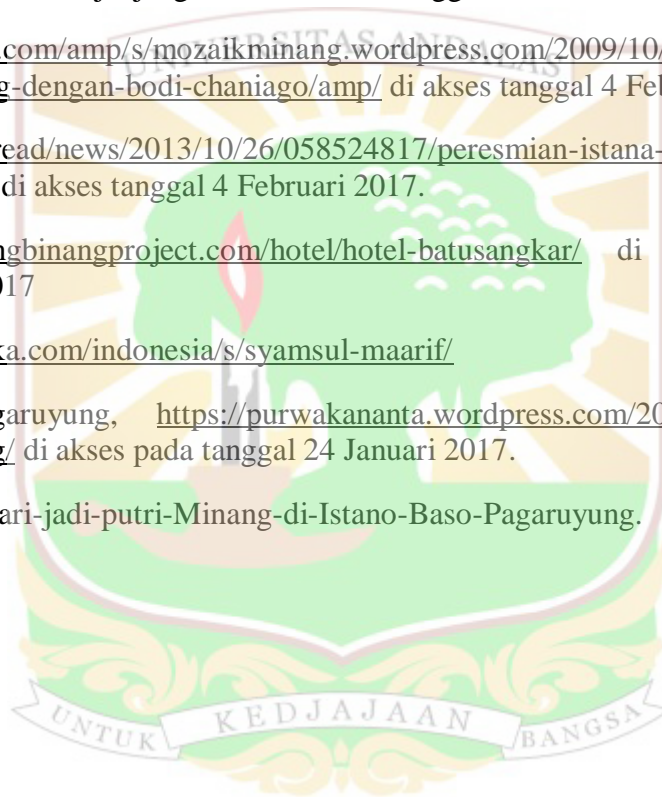 .com/amp/s/mozaikminang.wordpress.com/2009/10/
g-dengan-bodi-chaniago/amp/ di akses tanggal 4 Feb
read/news/2013/10/26/058524817/peresmian-istana-
di akses tanggal 4 Februari 2017.
ngbinangproject.com/hotel/hotel-batusangkar/ di
017
ka.com/indonesia/s/syamsul-maarif/
garuyung, https://purwakananta.wordpress.com/20
g/ di akses pada tanggal 24 Januari 2017.
ari-jadi-putri-Minang-di-Istano-Baso-Pagaruyung.
UNIVERSITAS ANDALAS
UNTUK KEDJAJAAN BANGSA